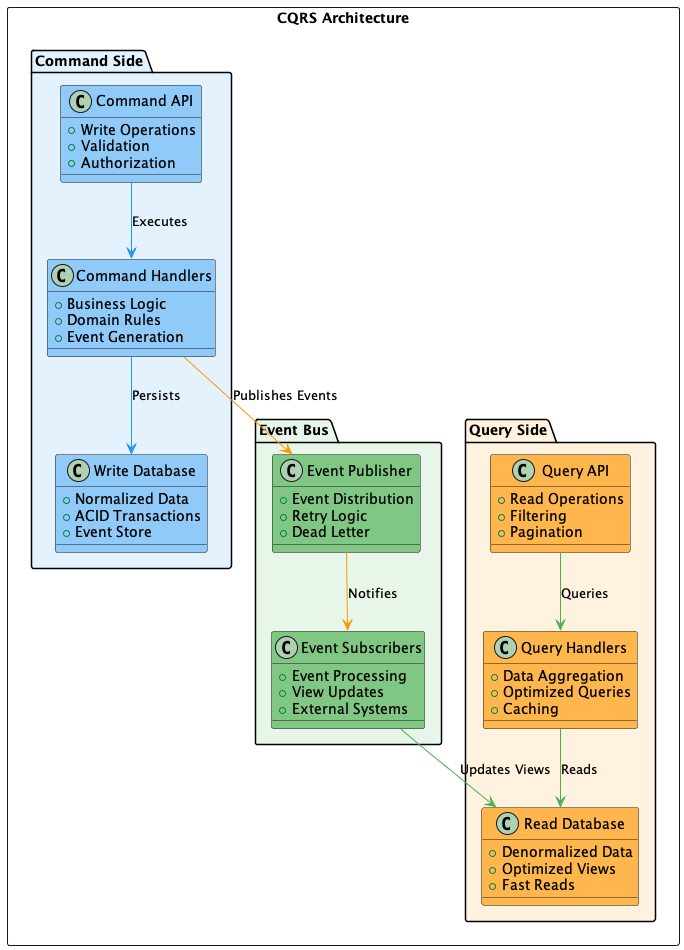 CQRS Architecture
Command Side
C Command API
Write Operations
Validation
Authorization
Executes
C Command Handlers
Business Logic
Domain Rules
Event Generation
Persists
Publishes Events
C Write Database
Normalized Data
ACID Transactions
Event Store
Event Bus
C Event Publisher
Event Distribution
Retry Logic
Dead Letter
Notifies
C Event Subscribers
Event Processing
View Updates
External Systems
Updates Views
Query Side
C Query API
Read Operations
Filtering
Pagination
Queries
C Query Handlers
Data Aggregation
Optimized Queries
Caching
Reads
C Read Database
Denormalized Data
Optimized Views
Fast Reads